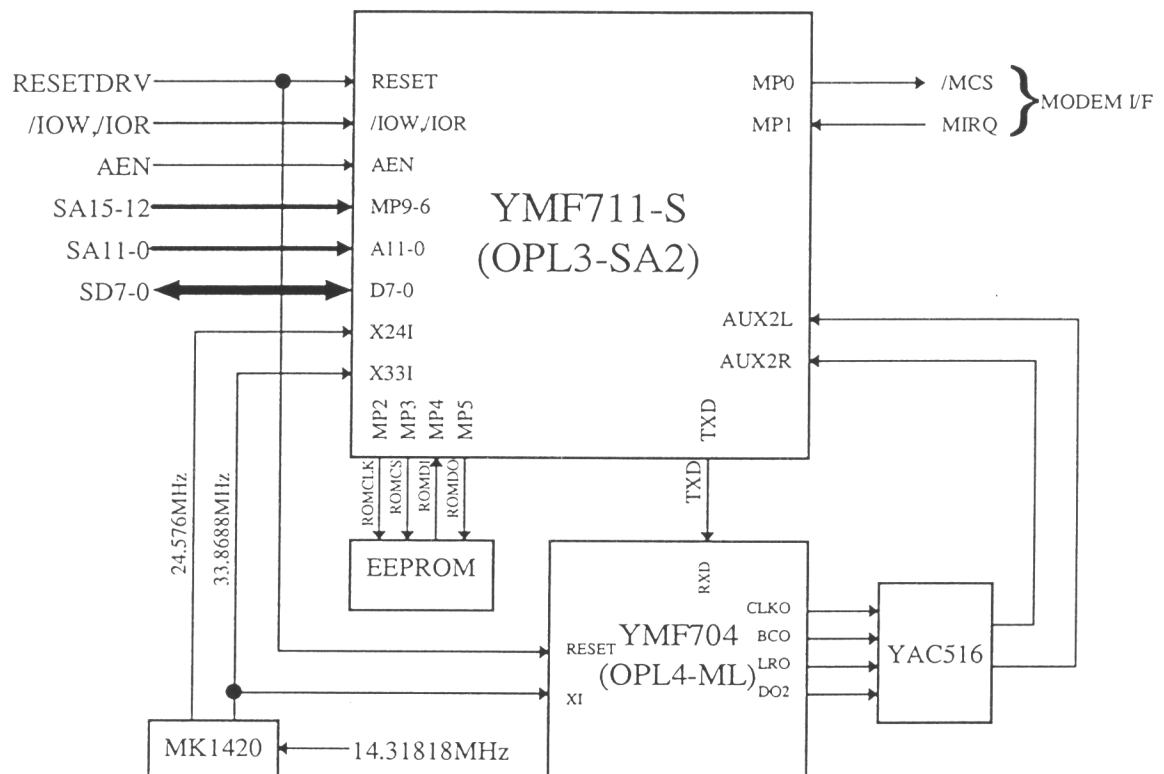 RESETDRV
RESET
MP0
/MCS
MODEM I/F
/IOW,/IOR
/IOW,/IOR
MP1
MIRQ
AEN
AEN
SA15-12
MP9-6
YMF711-S
SA11-0
A11-0
(OPL3-SA2)
SD7-0
D7-0
X24I
AUX2L
X33I
AUX2R
MP2
MP3
MP4
MP5
TXD
ROMCLK
ROMCS
ROMDI
ROMDO
TXD
24.576MHz
33.8688MHz
EEPROM
RXD
CLKO
YMF704
BCO
RESET
(OPL4-ML)
LRO
YAC516
XI
DO2
MK1420
14.31818MHz